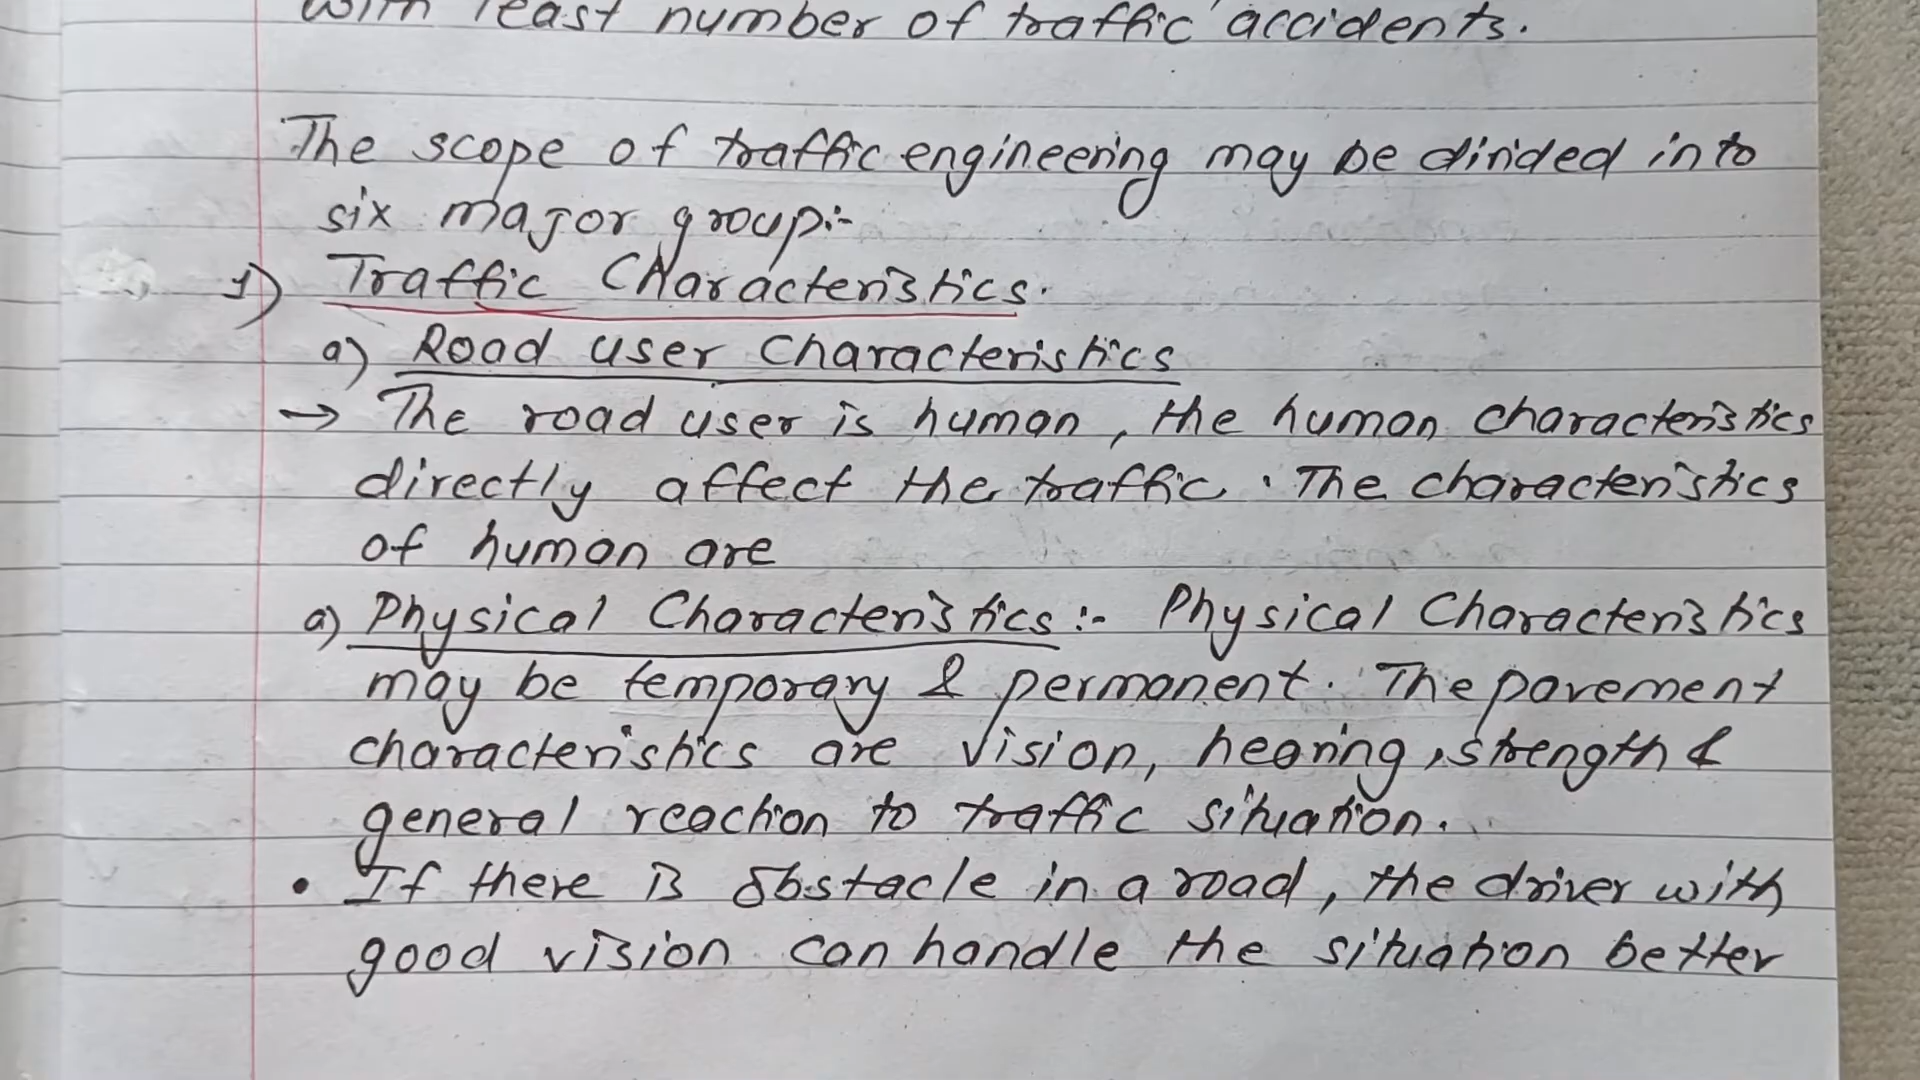 with least number of traffic accidents.
The scope of traffic engineering may be divided into
six major group:-
1) Traffic Characteristics.
a) Road user characteristics
→ The road user is human, the human characteristics
directly affect the traffic. The characteristics
of human are
a) Physical Characteristics :- Physical Characteristics
may be temporary & permanent. The pavement
characteristics are vision, hearing, strength &
general reaction to traffic situation.
• If there is obstacle in a road, the driver with
good vision can handle the situation better